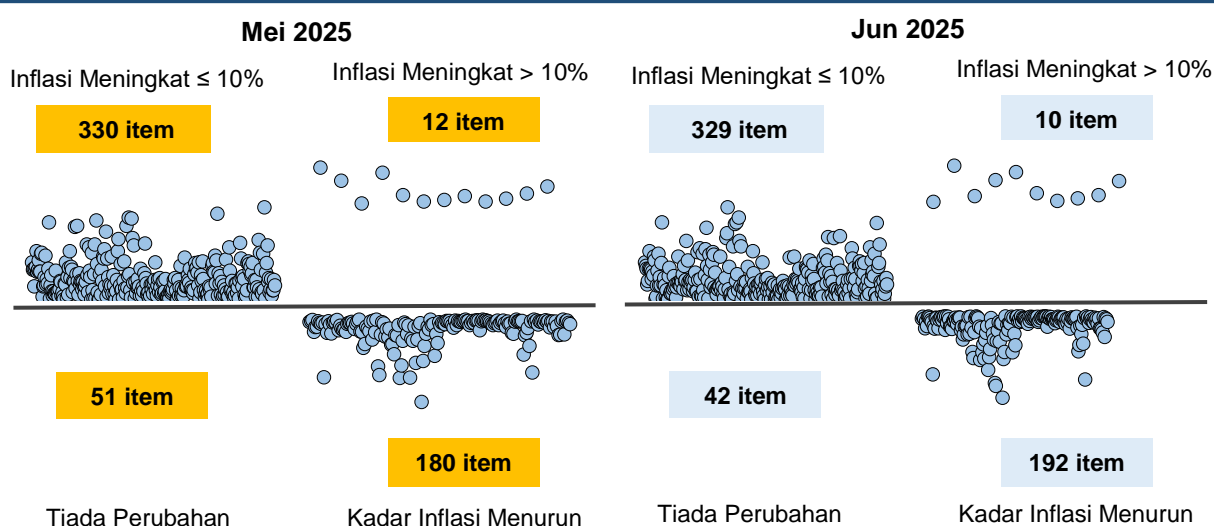 Mei 2025
Inflasi Meningkat ≤ 10%
Inflasi Meningkat > 10%
330 item
12 item
51 item
180 item
Tiada Perubahan
Kadar Inflasi Menurun
Jun 2025
Inflasi Meningkat ≤ 10%
Inflasi Meningkat > 10%
329 item
10 item
42 item
192 item
Tiada Perubahan
Kadar Inflasi Menurun